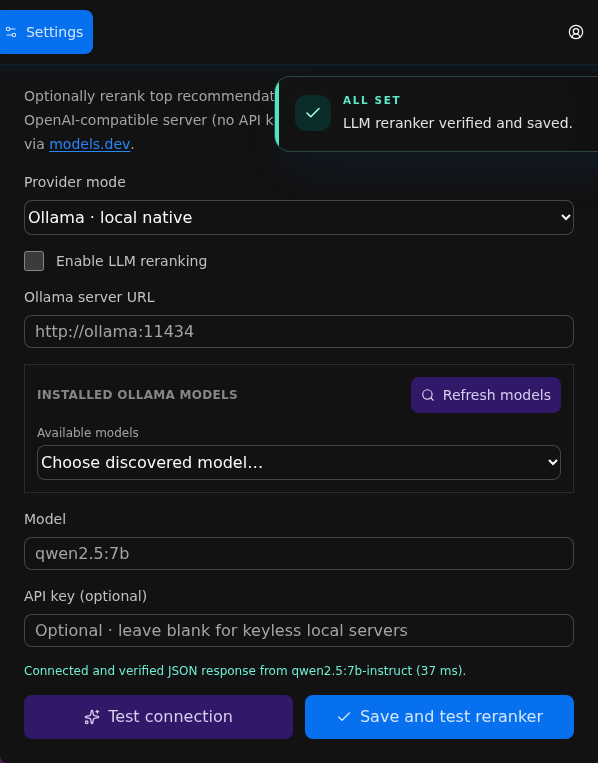 Settings
Optionally rerank top recommendat
OpenAI-compatible server (no API k
via models.dev.
ALL SET
LLM reranker verified and saved.
Provider mode
Ollama · local native
Enable LLM reranking
Ollama server URL
http://ollama:11434
INSTALLED OLLAMA MODELS
Refresh models
Available models
Choose discovered model...
Model
qwen2.5:7b
API key (optional)
Optional · leave blank for keyless local servers
Connected and verified JSON response from qwen2.5:7b-instruct (37 ms).
Test connection
Save and test reranker